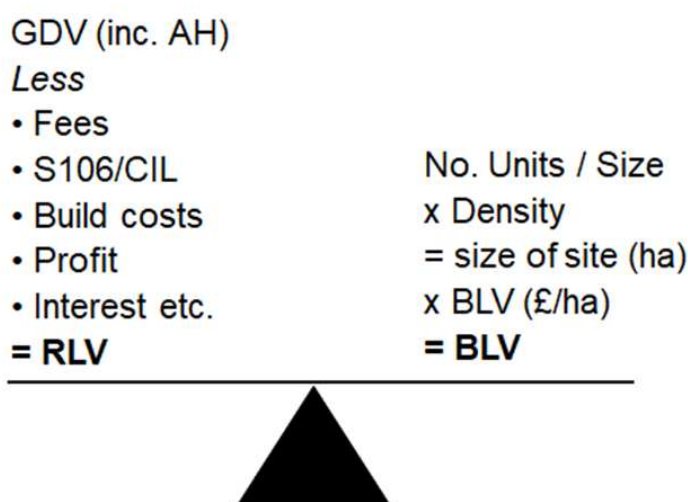 GDV (inc. AH)
Less
• Fees
• S106/CIL
• Build costs
• Profit
• Interest etc.
= RLV
No. Units / Size
x Density
= size of site (ha)
x BLV (£/ha)
= BLV